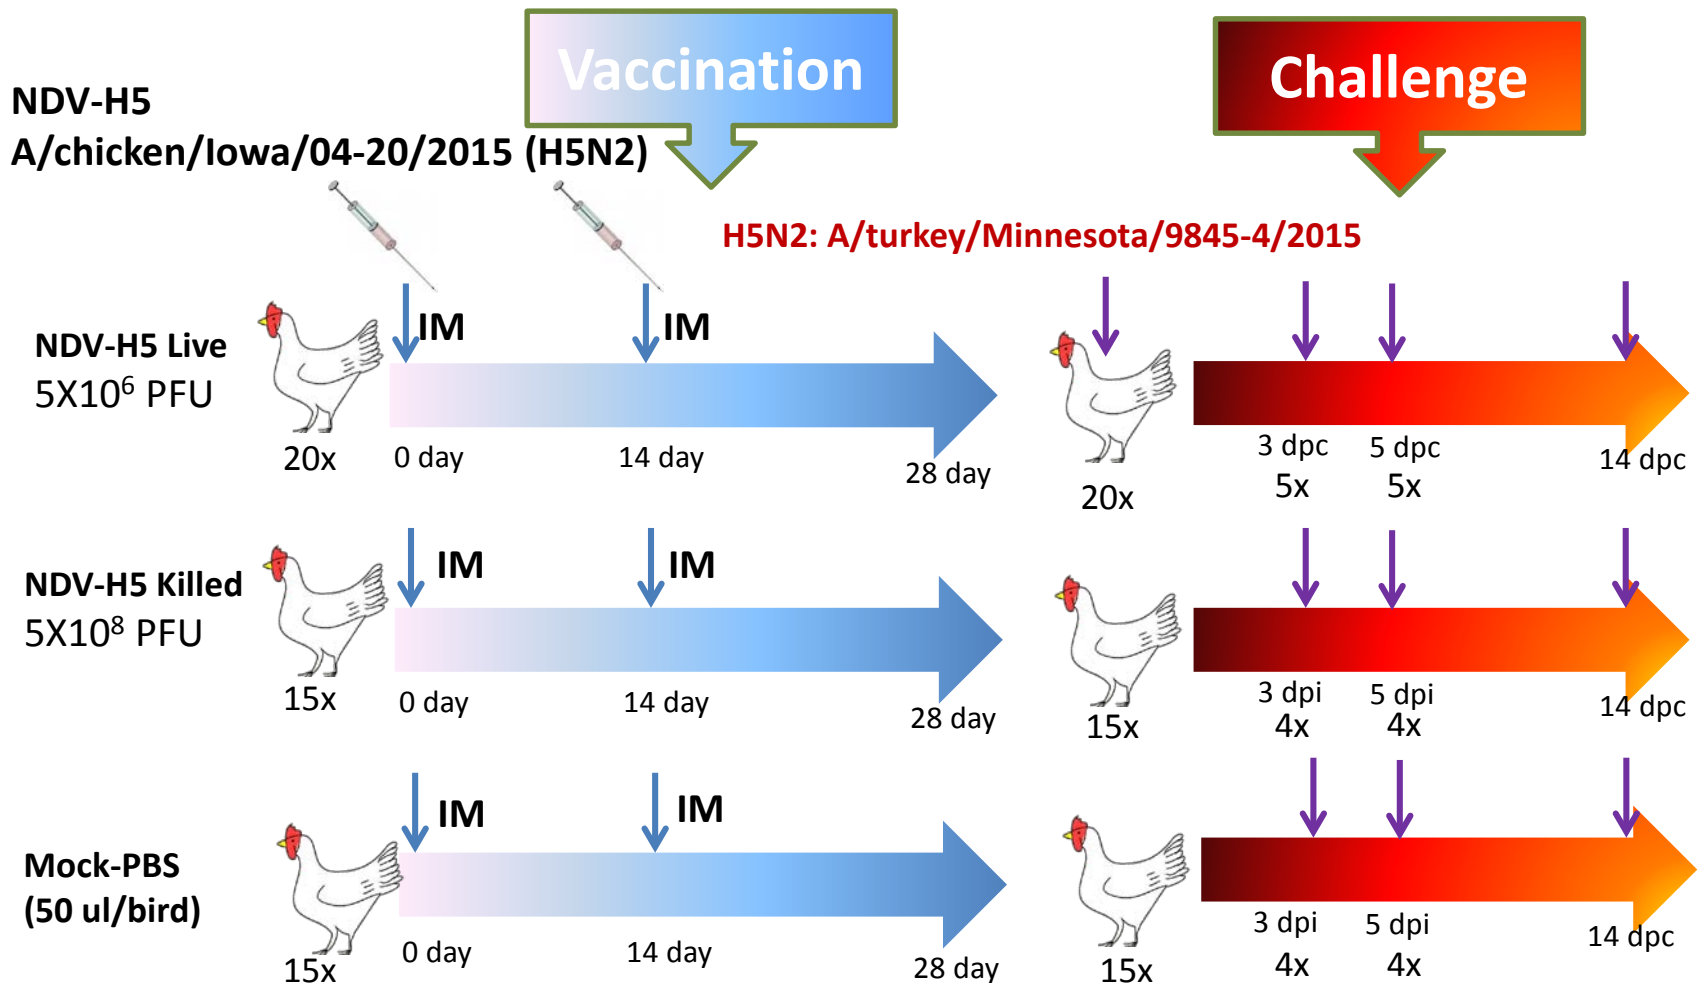 Vaccination
Challenge
NDV-H5
A/chicken/Iowa/04-20/2015 (H5N2)
H5N2: A/turkey/Minnesota/9845-4/2015
NDV-H5 Live
5X10⁶ PFU
IM
IM
20x
0 day
14 day
28 day
20x
3 dpc
5x
5 dpc
5x
14 dpc
NDV-H5 Killed
5X10⁸ PFU
IM
IM
15x
0 day
14 day
28 day
15x
3 dpi
4x
5 dpi
4x
14 dpc
Mock-PBS
(50 ul/bird)
IM
IM
15x
0 day
14 day
28 day
15x
3 dpi
4x
5 dpi
4x
14 dpc